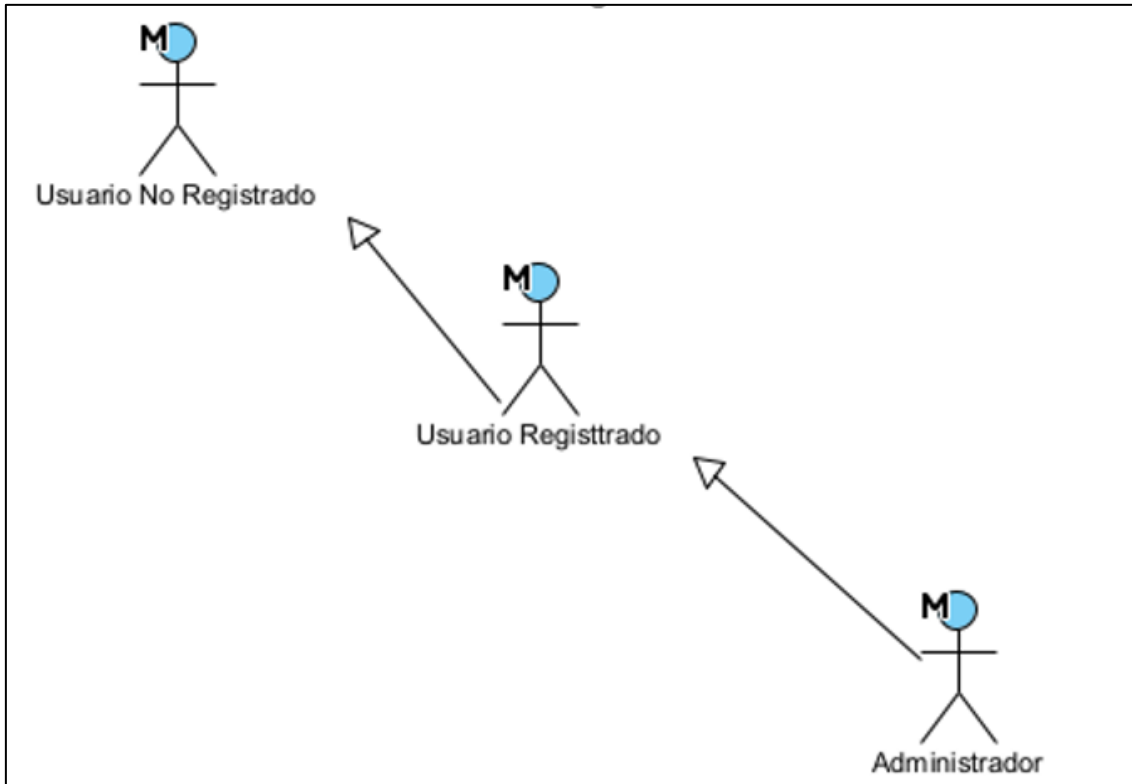 M
Usuario No Registrado
M
Usuario Registtrado
M
Administrador